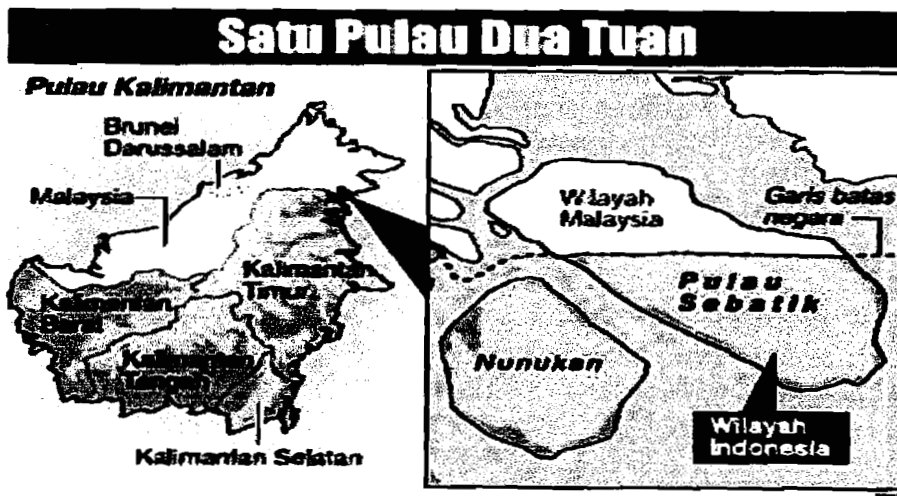 Satu Pulau Dua Tuan
Pulau Kalimantan
Brunei
Darussalam
Malaysia
Kalimantan
Timur
Kalimantan
Barat
Kalimantan
Tengah
Kalimantan Selatan
Wilayah
Malaysia
Garis batas
negara
Pulau
Sebatik
Nunukan
Wilayah
Indonesia